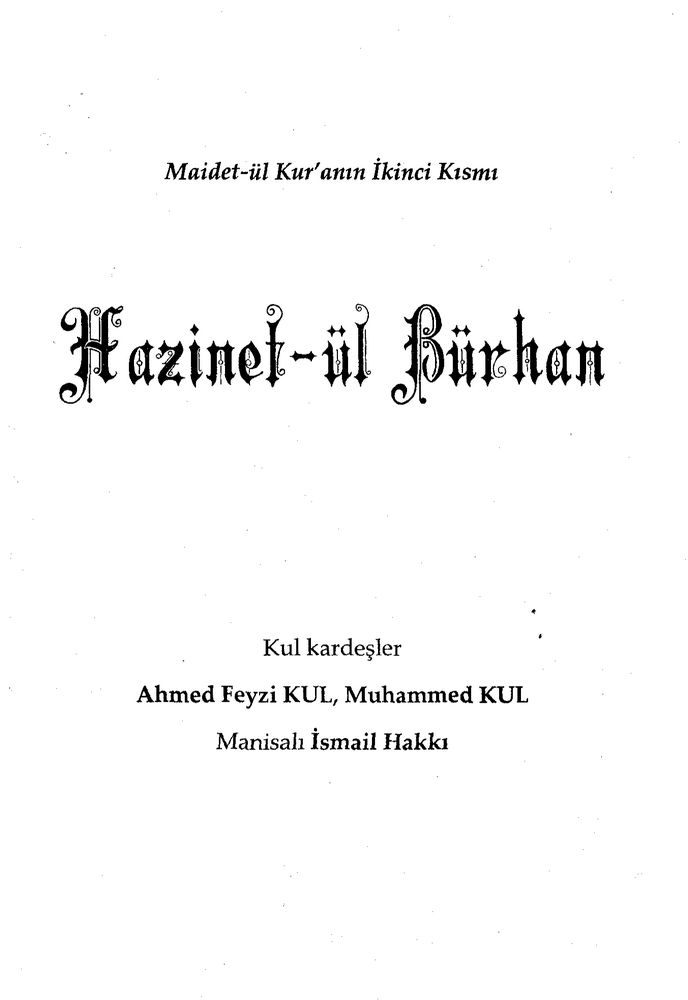 Maidet-ül Kur'anın İkinci Kısmı
Hazinet-ül Bürhan
Kul kardeşler
Ahmed Feyzi KUL, Muhammed KUL
Manisalı İsmail Hakkı